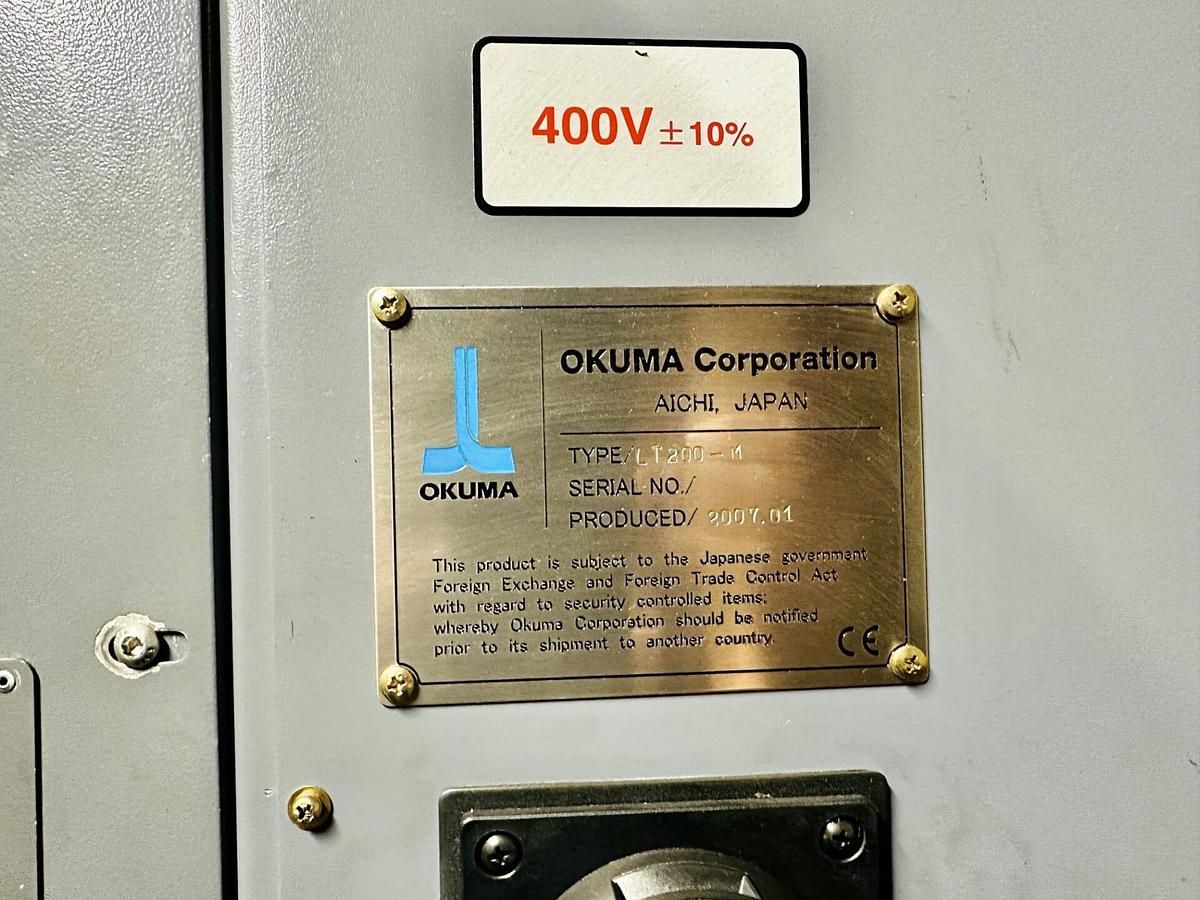 400V ±10%
OKUMA
OKUMA Corporation
AICHI, JAPAN
TYPE/LT200-M
SERIAL NO./
PRODUCED/ 2007.01
This product is subject to the Japanese government
Foreign Exchange and Foreign Trade Control Act
with regard to security controlled items;
whereby Okuma Corporation should be notified
prior to its shipment to another country.
CE